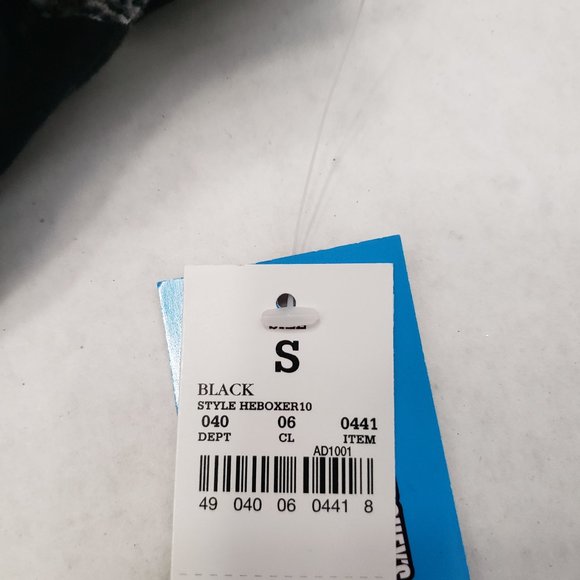 S
BLACK
STYLE HEBOXER10
040 06 0441
DEPT CL ITEM
AD1001
49 040 06 0441 8